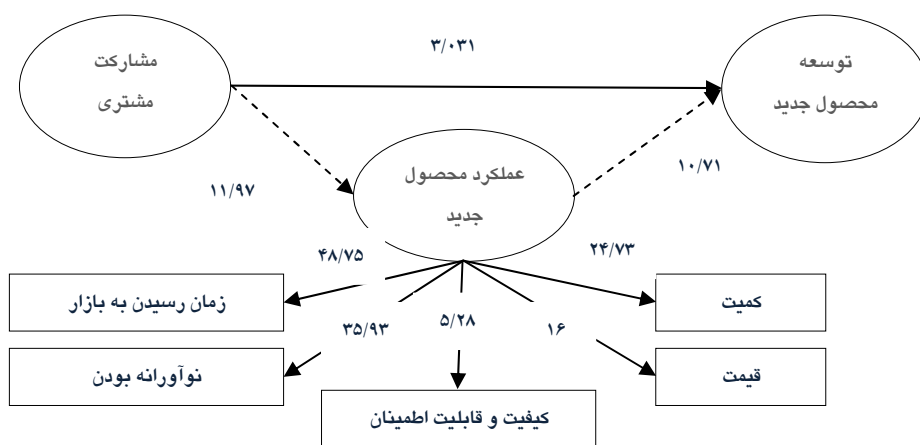 ۳/۰۳۱
مشارکت
مشتری
توسعه
محصول جدید
۱۱/۹۷
عملکرد محصول
جدید
۱۰/۷۱
۴۸/۷۵
۲۴/۷۳
زمان رسیدن به بازار
کمیت
۳۵/۹۳
۵/۲۸
۱۶
نوآورانه بودن
قیمت
کیفیت و قابلیت اطمینان